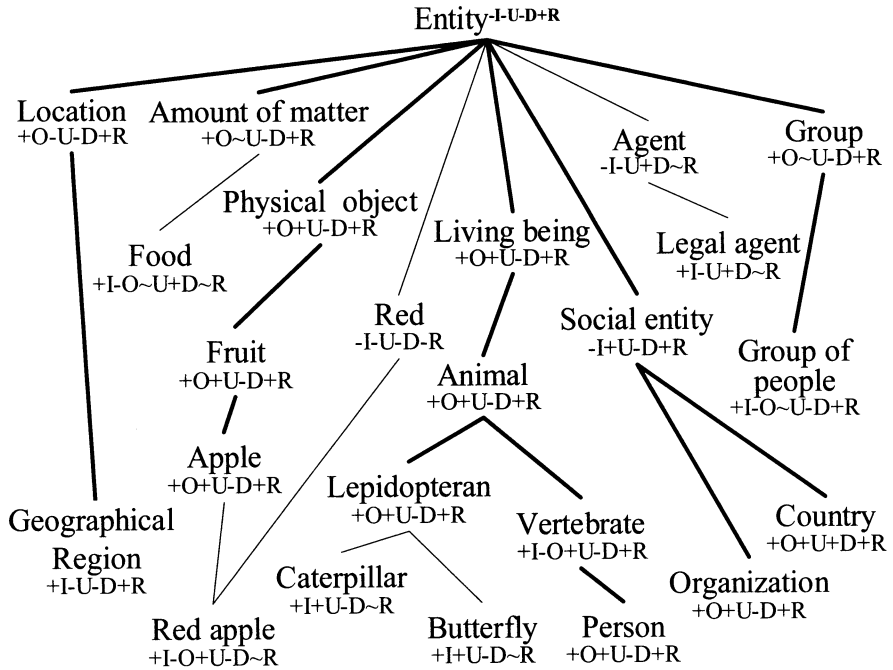 Entity-I-U-D+R
Location
+O-U-D+R
Amount of matter
+O~U-D+R
Agent
-I-U+D~R
Group
+O~U-D+R
Physical object
+O+U-D+R
Living being
+O+U-D+R
Legal agent
+I-U+D~R
Food
+I-O~U+D~R
Red
-I-U-D-R
Social entity
-I+U-D+R
Fruit
+O+U-D+R
Group of
people
+I-O~U-D+R
Animal
+O+U-D+R
Apple
+O+U-D+R
Lepidopteran
+O+U-D+R
Geographical
Region
+I-U-D+R
Vertebrate
+I-O+U-D+R
Country
+O+U+D+R
Caterpillar
+I+U-D~R
Organization
+O+U-D+R
Red apple
+I-O+U-D~R
Butterfly
+I+U-D~R
Person
+O+U-D+R